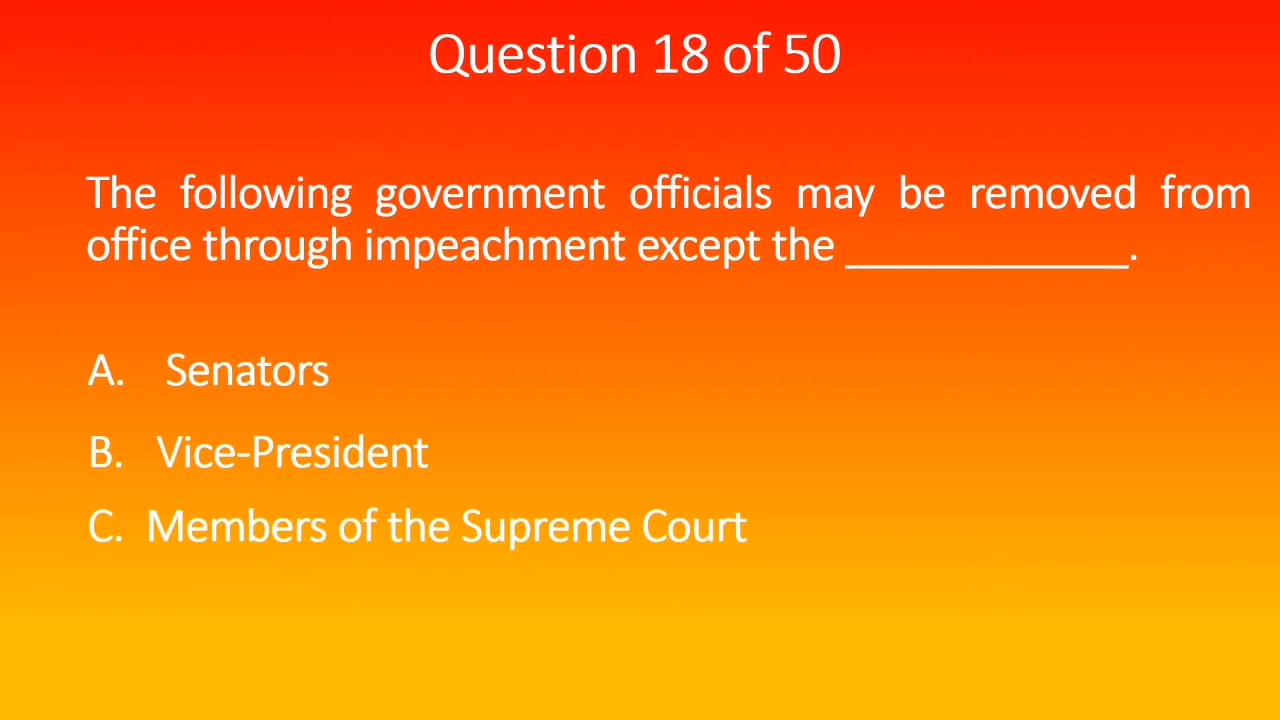 Question 18 of 50
The following government officials may be removed from
office through impeachment except the _____________.
A. Senators
B. Vice-President
C. Members of the Supreme Court